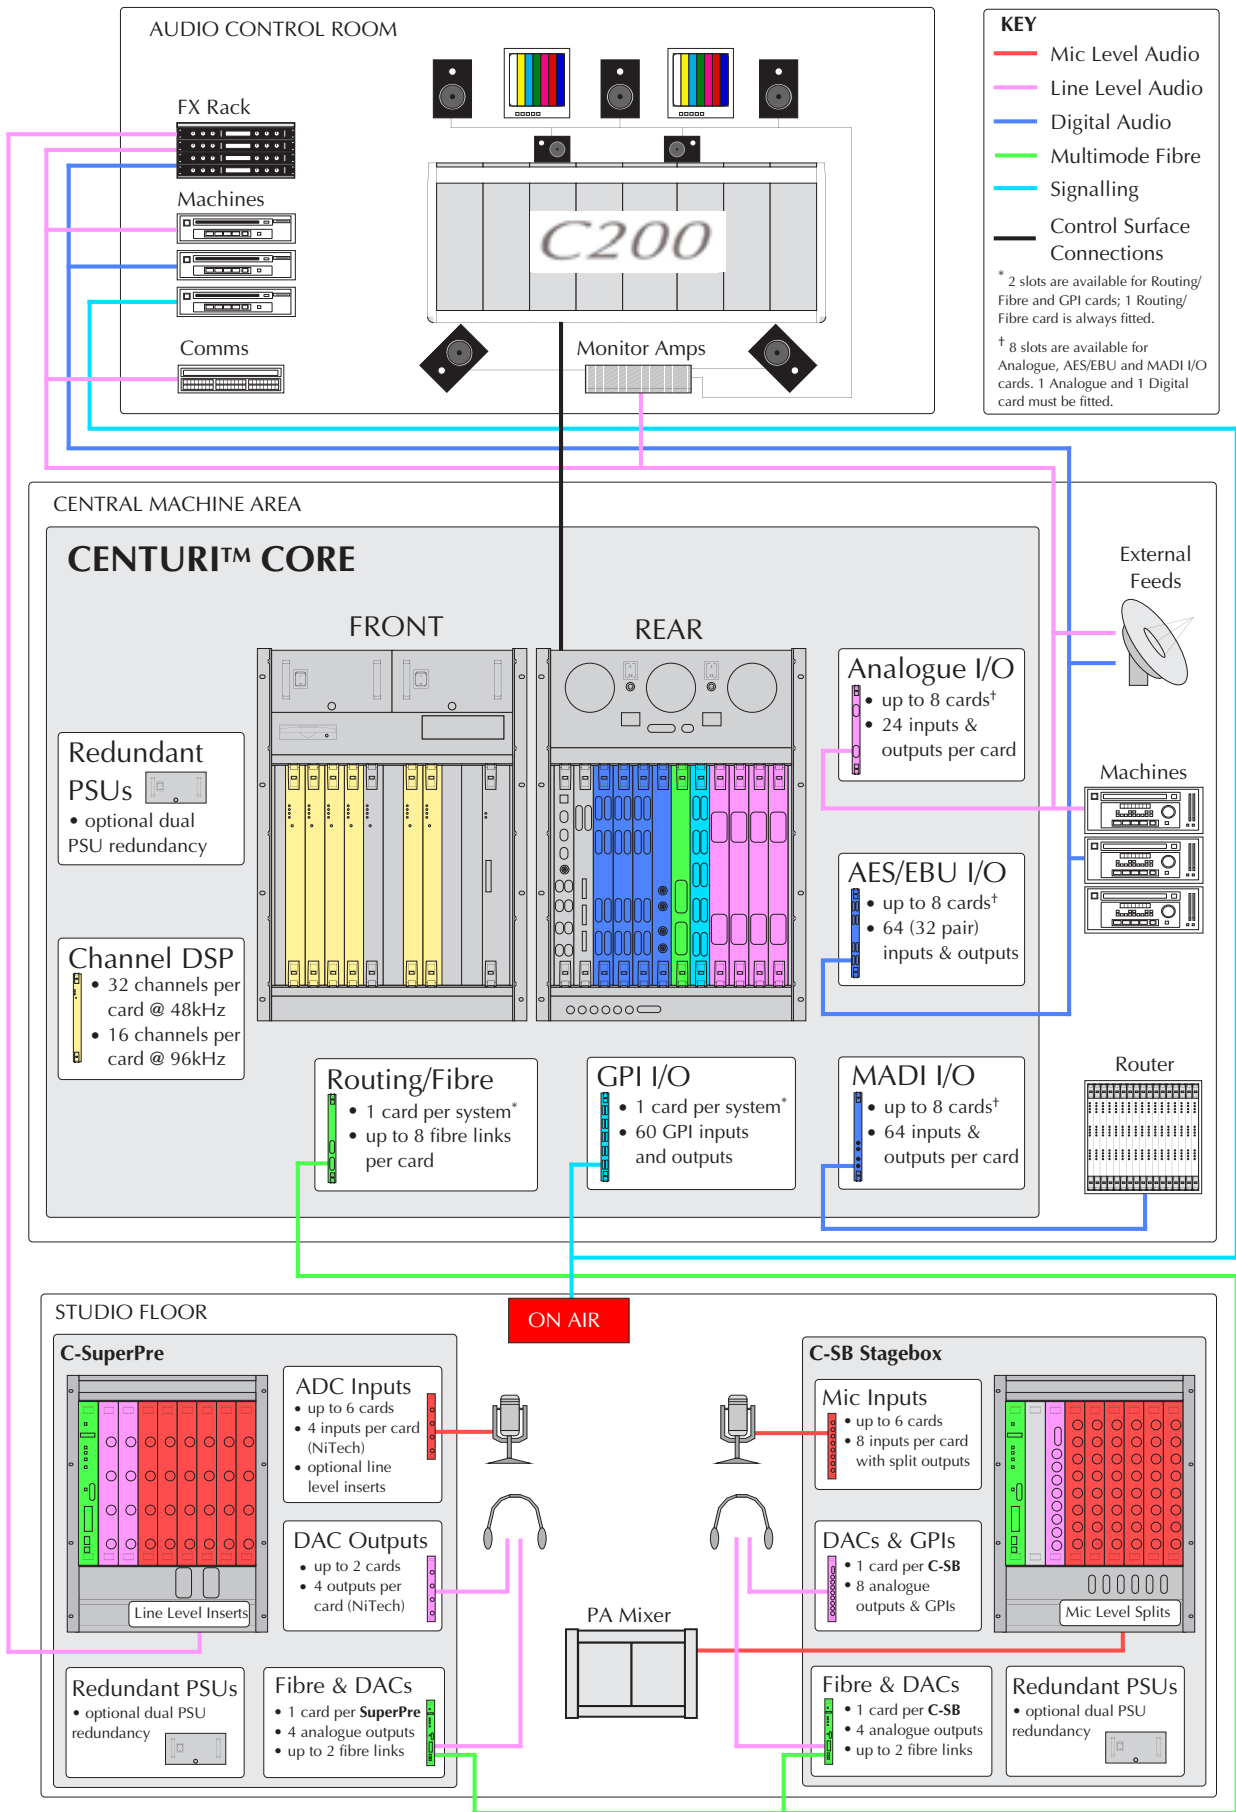 AUDIO CONTROL ROOM
FX Rack
Machines
Comms
C200
Monitor Amps
KEY
Mic Level Audio
Line Level Audio
Digital Audio
Multimode Fibre
Signalling
Control Surface
Connections
* 2 slots are available for Routing/
Fibre and GPI cards; 1 Routing/
Fibre card is always fitted.
† 8 slots are available for
Analogue, AES/EBU and MADI I/O
cards. 1 Analogue and 1 Digital
card must be fitted.
CENTRAL MACHINE AREA
CENTURI™ CORE
FRONT
REAR
Redundant
PSUs
• optional dual
PSU redundancy
Channel DSP
• 32 channels per
card @ 48kHz
• 16 channels per
card @ 96kHz
Analogue I/O
• up to 8 cards†
• 24 inputs &
outputs per card
AES/EBU I/O
• up to 8 cards†
• 64 (32 pair)
inputs & outputs
External
Feeds
Machines
Router
Routing/Fibre
• 1 card per system*
• up to 8 fibre links
per card
GPI I/O
• 1 card per system*
• 60 GPI inputs
and outputs
MADI I/O
• up to 8 cards†
• 64 inputs &
outputs per card
STUDIO FLOOR
ON AIR
C-SuperPre
ADC Inputs
• up to 6 cards
• 4 inputs per card
(NiTech)
• optional line
level inserts
DAC Outputs
• up to 2 cards
• 4 outputs per
card (NiTech)
Line Level Inserts
Redundant PSUs
• optional dual PSU
redundancy
Fibre & DACs
• 1 card per SuperPre
• 4 analogue outputs
• up to 2 fibre links
PA Mixer
C-SB Stagebox
Mic Inputs
• up to 6 cards
• 8 inputs per card
with split outputs
DACs & GPIs
• 1 card per C-SB
• 8 analogue
outputs & GPIs
Mic Level Splits
Fibre & DACs
• 1 card per C-SB
• 4 analogue outputs
• up to 2 fibre links
Redundant PSUs
• optional dual PSU
redundancy